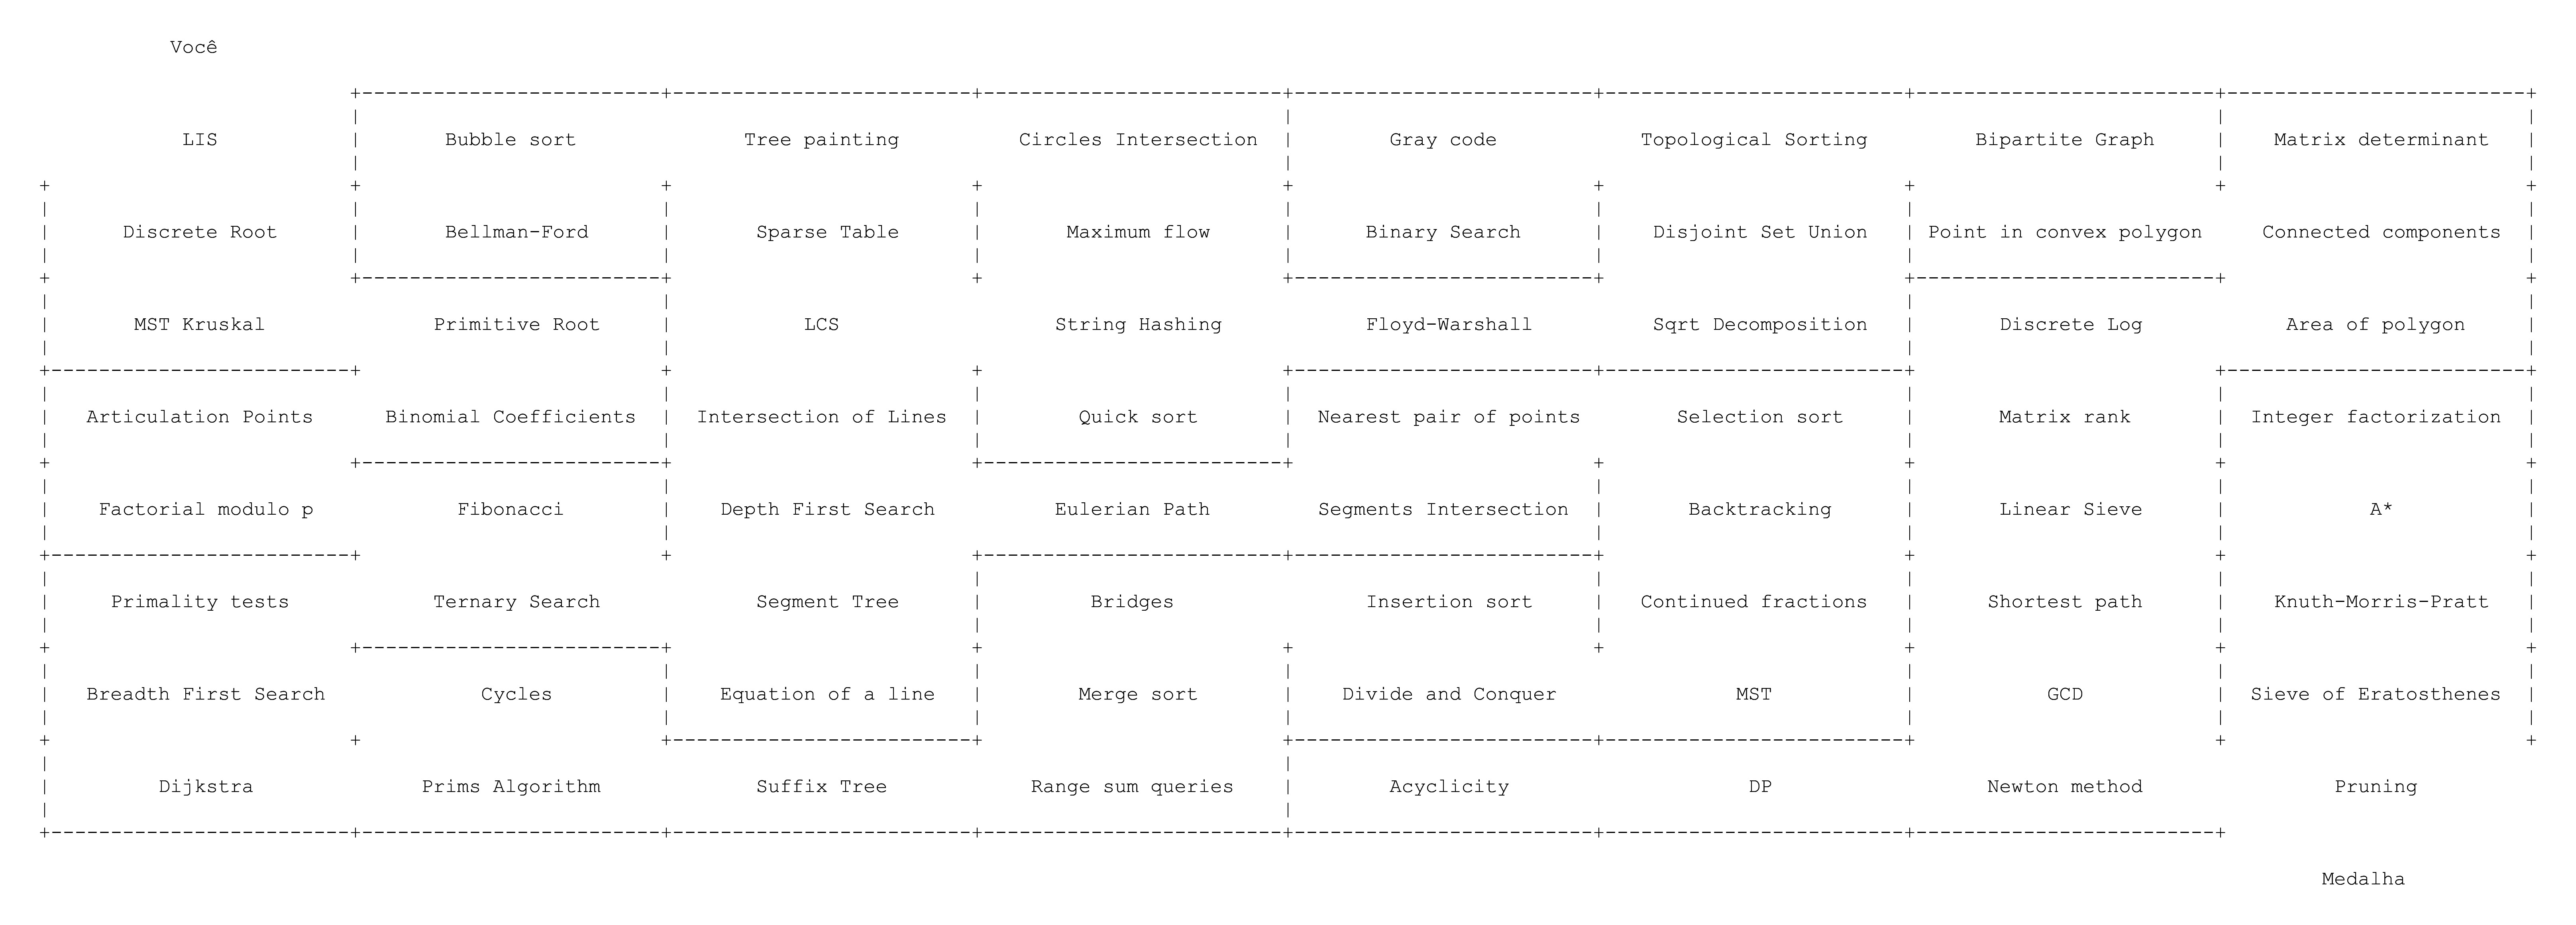 Você
LIS Bubble sort Tree painting Circles Intersection Gray code Topological Sorting Bipartite Graph Matrix determinant
Discrete Root Bellman-Ford Sparse Table Maximum flow Binary Search Disjoint Set Union Point in convex polygon Connected components
MST Kruskal Primitive Root LCS String Hashing Floyd-Warshall Sqrt Decomposition Discrete Log Area of polygon
Articulation Points Binomial Coefficients Intersection of Lines Quick sort Nearest pair of points Selection sort Matrix rank Integer factorization
Factorial modulo p Fibonacci Depth First Search Eulerian Path Segments Intersection Backtracking Linear Sieve A*
Primality tests Ternary Search Segment Tree Bridges Insertion sort Continued fractions Shortest path Knuth-Morris-Pratt
Breadth First Search Cycles Equation of a line Merge sort Divide and Conquer MST GCD Sieve of Eratosthenes
Dijkstra Prims Algorithm Suffix Tree Range sum queries Acyclicity DP Newton method Pruning
Medalha